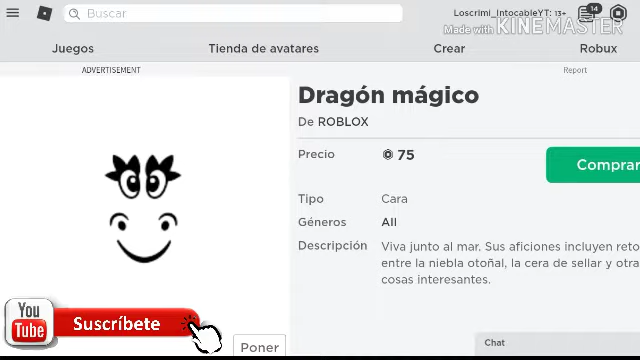 Buscar
Loscrimi_IntocableYT: 13+
14
Made with KINEMASTER
Juegos
Tienda de avatares
Crear
Robux
ADVERTISEMENT
Report
Dragón mágico
De ROBLOX
Precio
75
Comprar
Tipo
Cara
Géneros
All
Descripción
Viva junto al mar. Sus aficiones incluyen reto
entre la niebla otoñal, la cera de sellar y otra
cosas interesantes.
You
Tube
Suscríbete
Poner
Chat